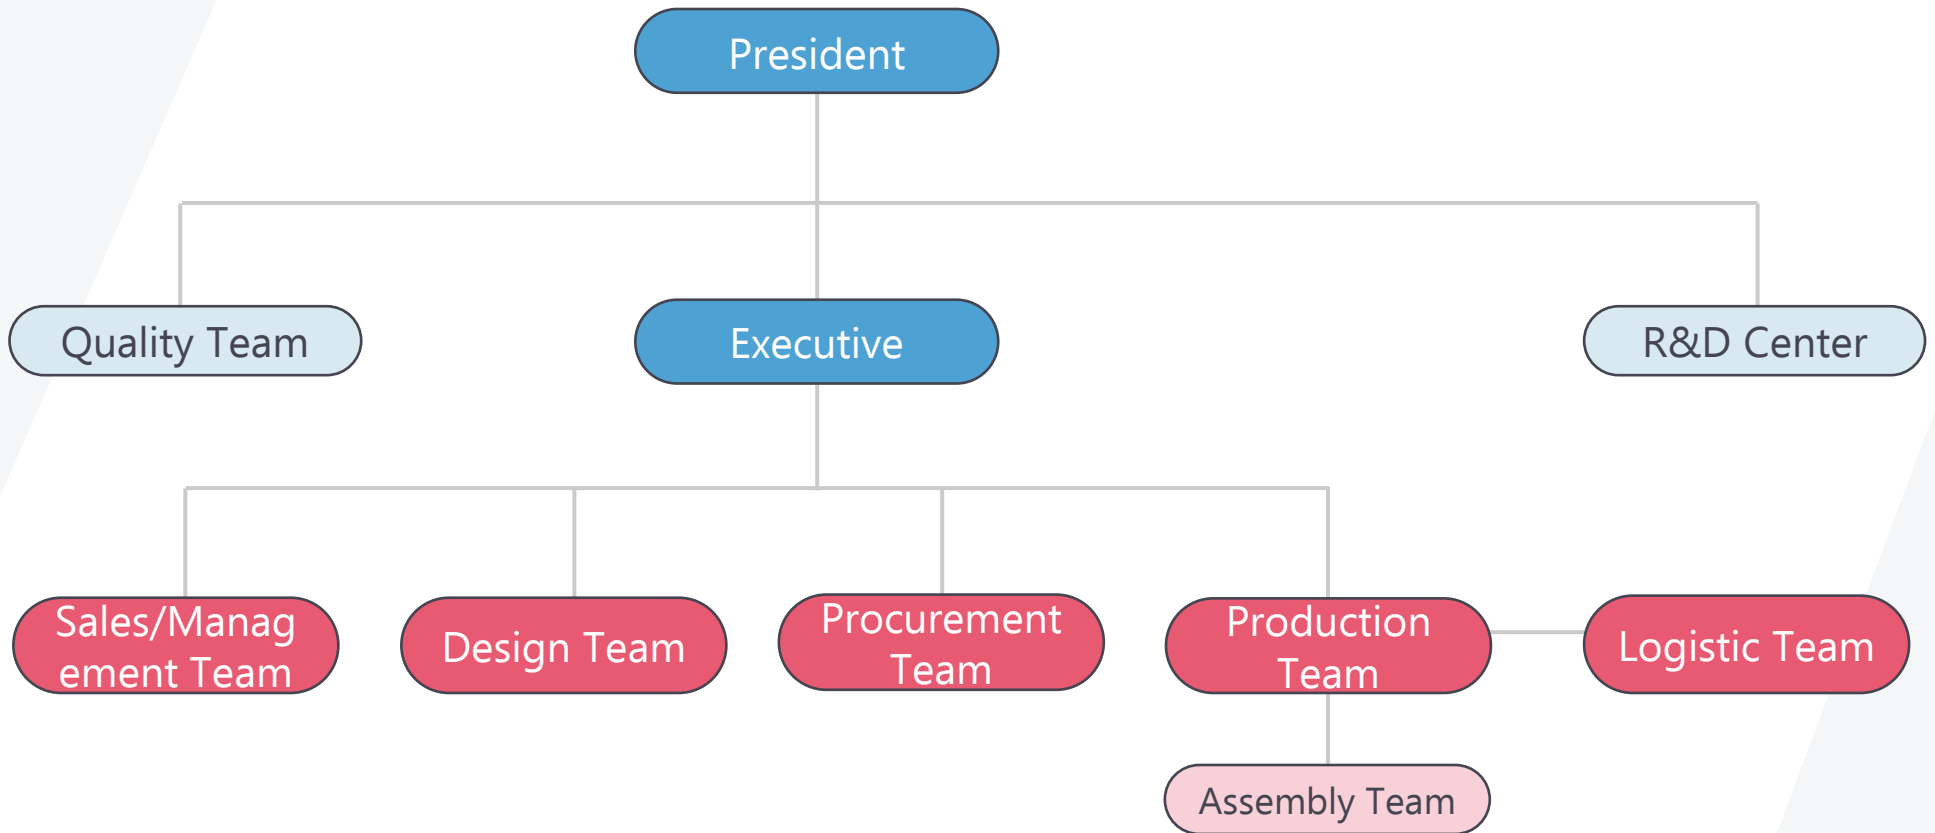 President
Quality Team
Executive
R&D Center
Sales/Manag
ement Team
Design Team
Procurement
Team
Production
Team
Logistic Team
Assembly Team